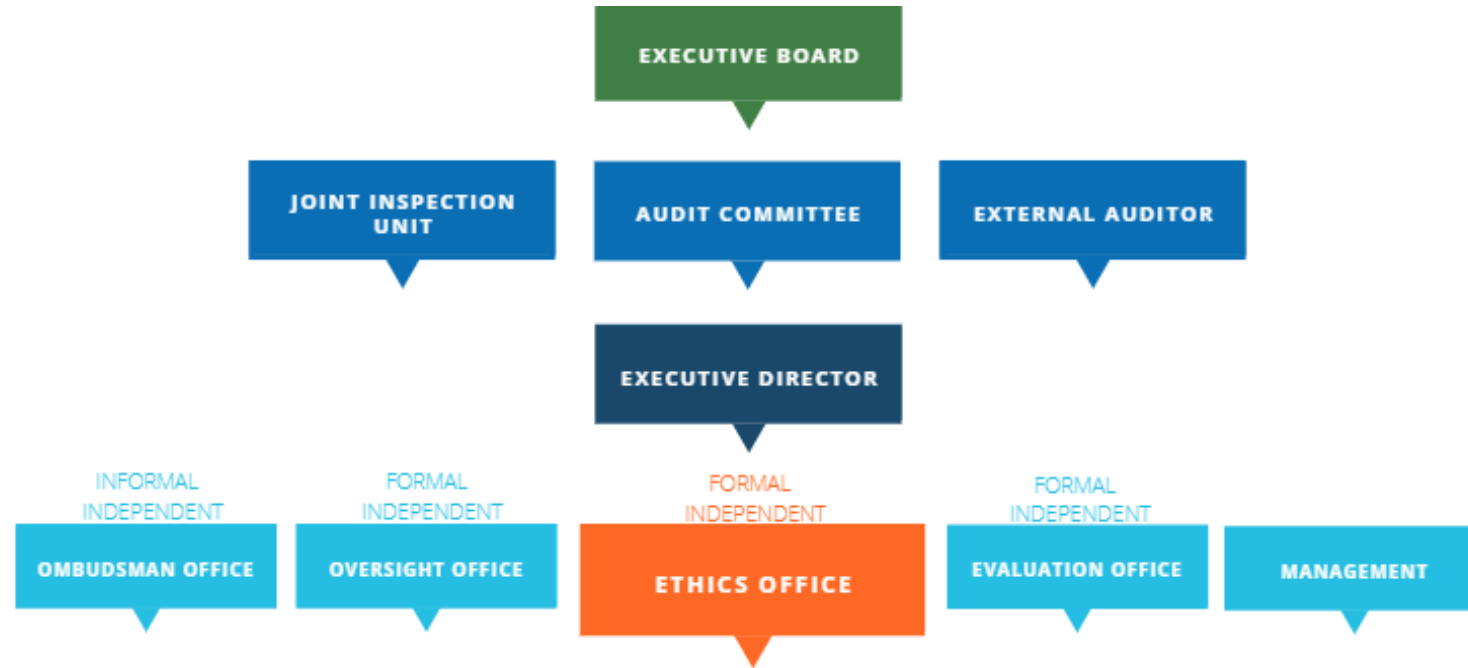 EXECUTIVE BOARD
JOINT INSPECTION
UNIT
AUDIT COMMITTEE
EXTERNAL AUDITOR
EXECUTIVE DIRECTOR
INFORMAL
INDEPENDENT
OMBUDSMAN OFFICE
FORMAL
INDEPENDENT
OVERSIGHT OFFICE
FORMAL
INDEPENDENT
ETHICS OFFICE
FORMAL
INDEPENDENT
EVALUATION OFFICE
MANAGEMENT